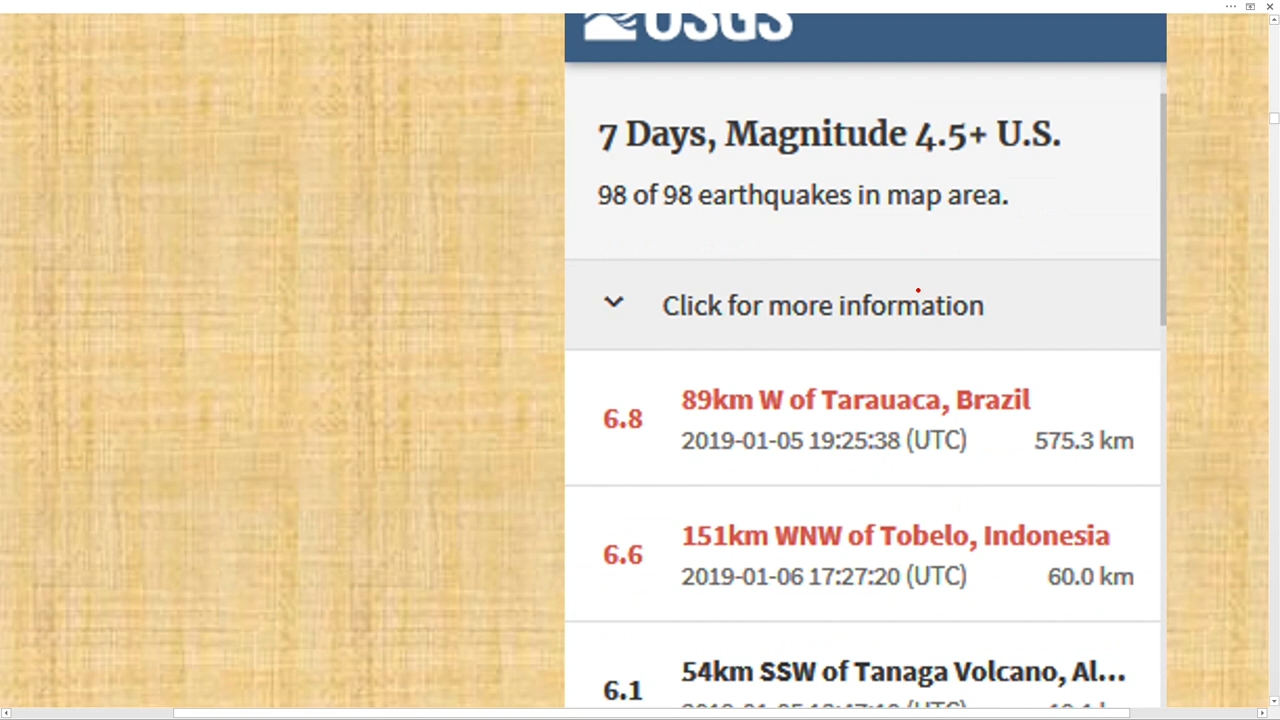 USGS
7 Days, Magnitude 4.5+ U.S.
98 of 98 earthquakes in map area.
Click for more information
6.8
89km W of Tarauaca, Brazil
2019-01-05 19:25:38 (UTC) 575.3 km
6.6
151km WNW of Tobelo, Indonesia
2019-01-06 17:27:20 (UTC) 60.0 km
6.1
54km SSW of Tanaga Volcano, Al...